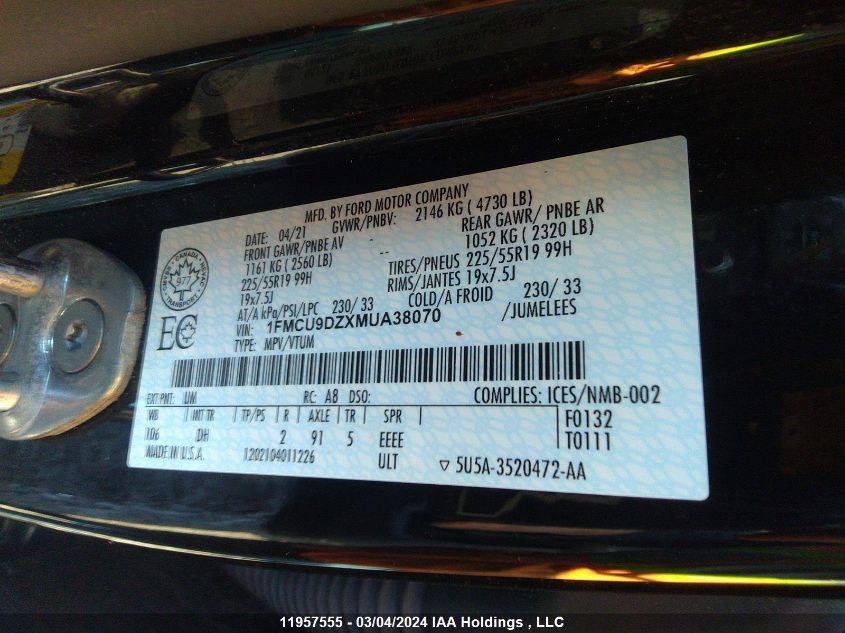 MFD. BY FORD MOTOR COMPANY
DATE: 04/21 GVWR/PNBV: 2146 KG ( 4730 LB)
FRONT GAWR/PNBE AV REAR GAWR/ PNBE AR
1161 KG ( 2560 LB) -- 1052 KG ( 2320 LB)
225/55R19 99H TIRES/PNEUS 225/55R19 99H
19x7.5J RIMS/JANTES 19x7.5J
AT/A kPa/PSI/LPC 230/ 33 COLD/A FROID 230/ 33
VIN: 1FMCU9DZXMUA38070 /JUMELEES
TYPE: MPV/VTUM
CANADA
977
TRANSPORT
EC
EXT PNT: UM RC: A8 DSO: COMPLIES: ICES/NMB-002
WB INT TR TP/PS R AXLE TR SPR F0132
106 DH 2 91 5 EEEE T0111
MADE IN U.S.A. 1202104011226 ULT ▽ 5U5A-3520472-AA
11957555 - 03/04/2024 IAA Holdings , LLC